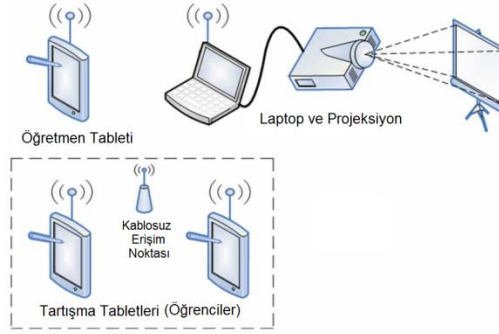 Öğretmen Tableti
Laptop ve Projeksiyon
Kablosuz
Erişim
Noktası
Tartışma Tabletleri (Öğrenciler)